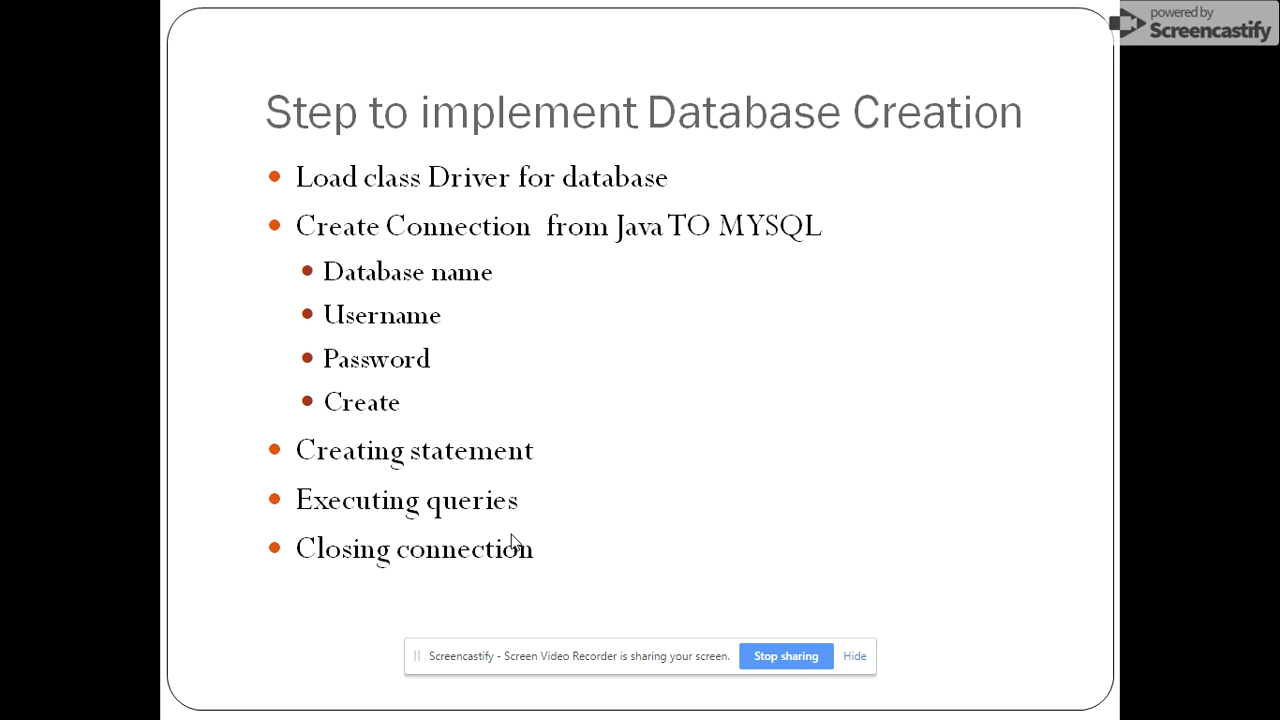 powered by
Screencastify
Step to implement Database Creation
Load class Driver for database
Create Connection from Java TO MYSQL
Database name
Username
Password
Create
Creating statement
Executing queries
Closing connection
Screencastify - Screen Video Recorder is sharing your screen. Stop sharing Hide